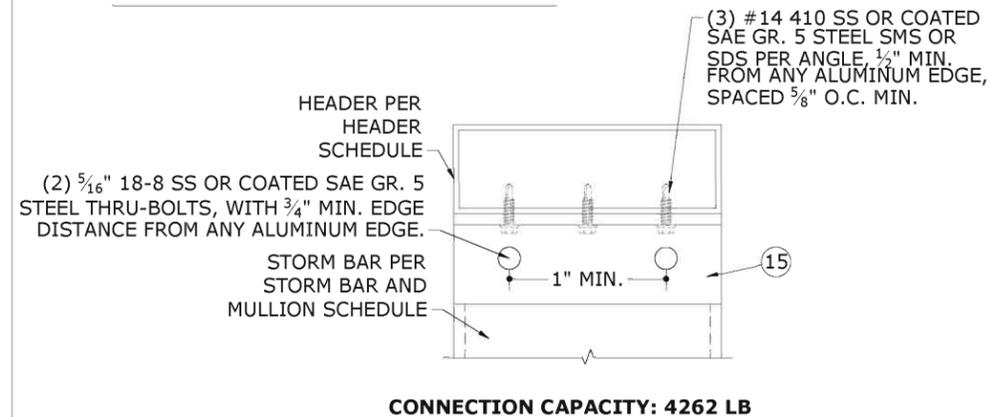 (3) #14 410 SS OR COATED
SAE GR. 5 STEEL SMS OR
SDS PER ANGLE, ½" MIN.
FROM ANY ALUMINUM EDGE,
SPACED ⅝" O.C. MIN.
HEADER PER
HEADER
SCHEDULE
(2) ⁵⁄₁₆" 18-8 SS OR COATED SAE GR. 5
STEEL THRU-BOLTS, WITH ¾" MIN. EDGE
DISTANCE FROM ANY ALUMINUM EDGE.
STORM BAR PER
STORM BAR AND
MULLION SCHEDULE
1" MIN.
15
CONNECTION CAPACITY: 4262 LB